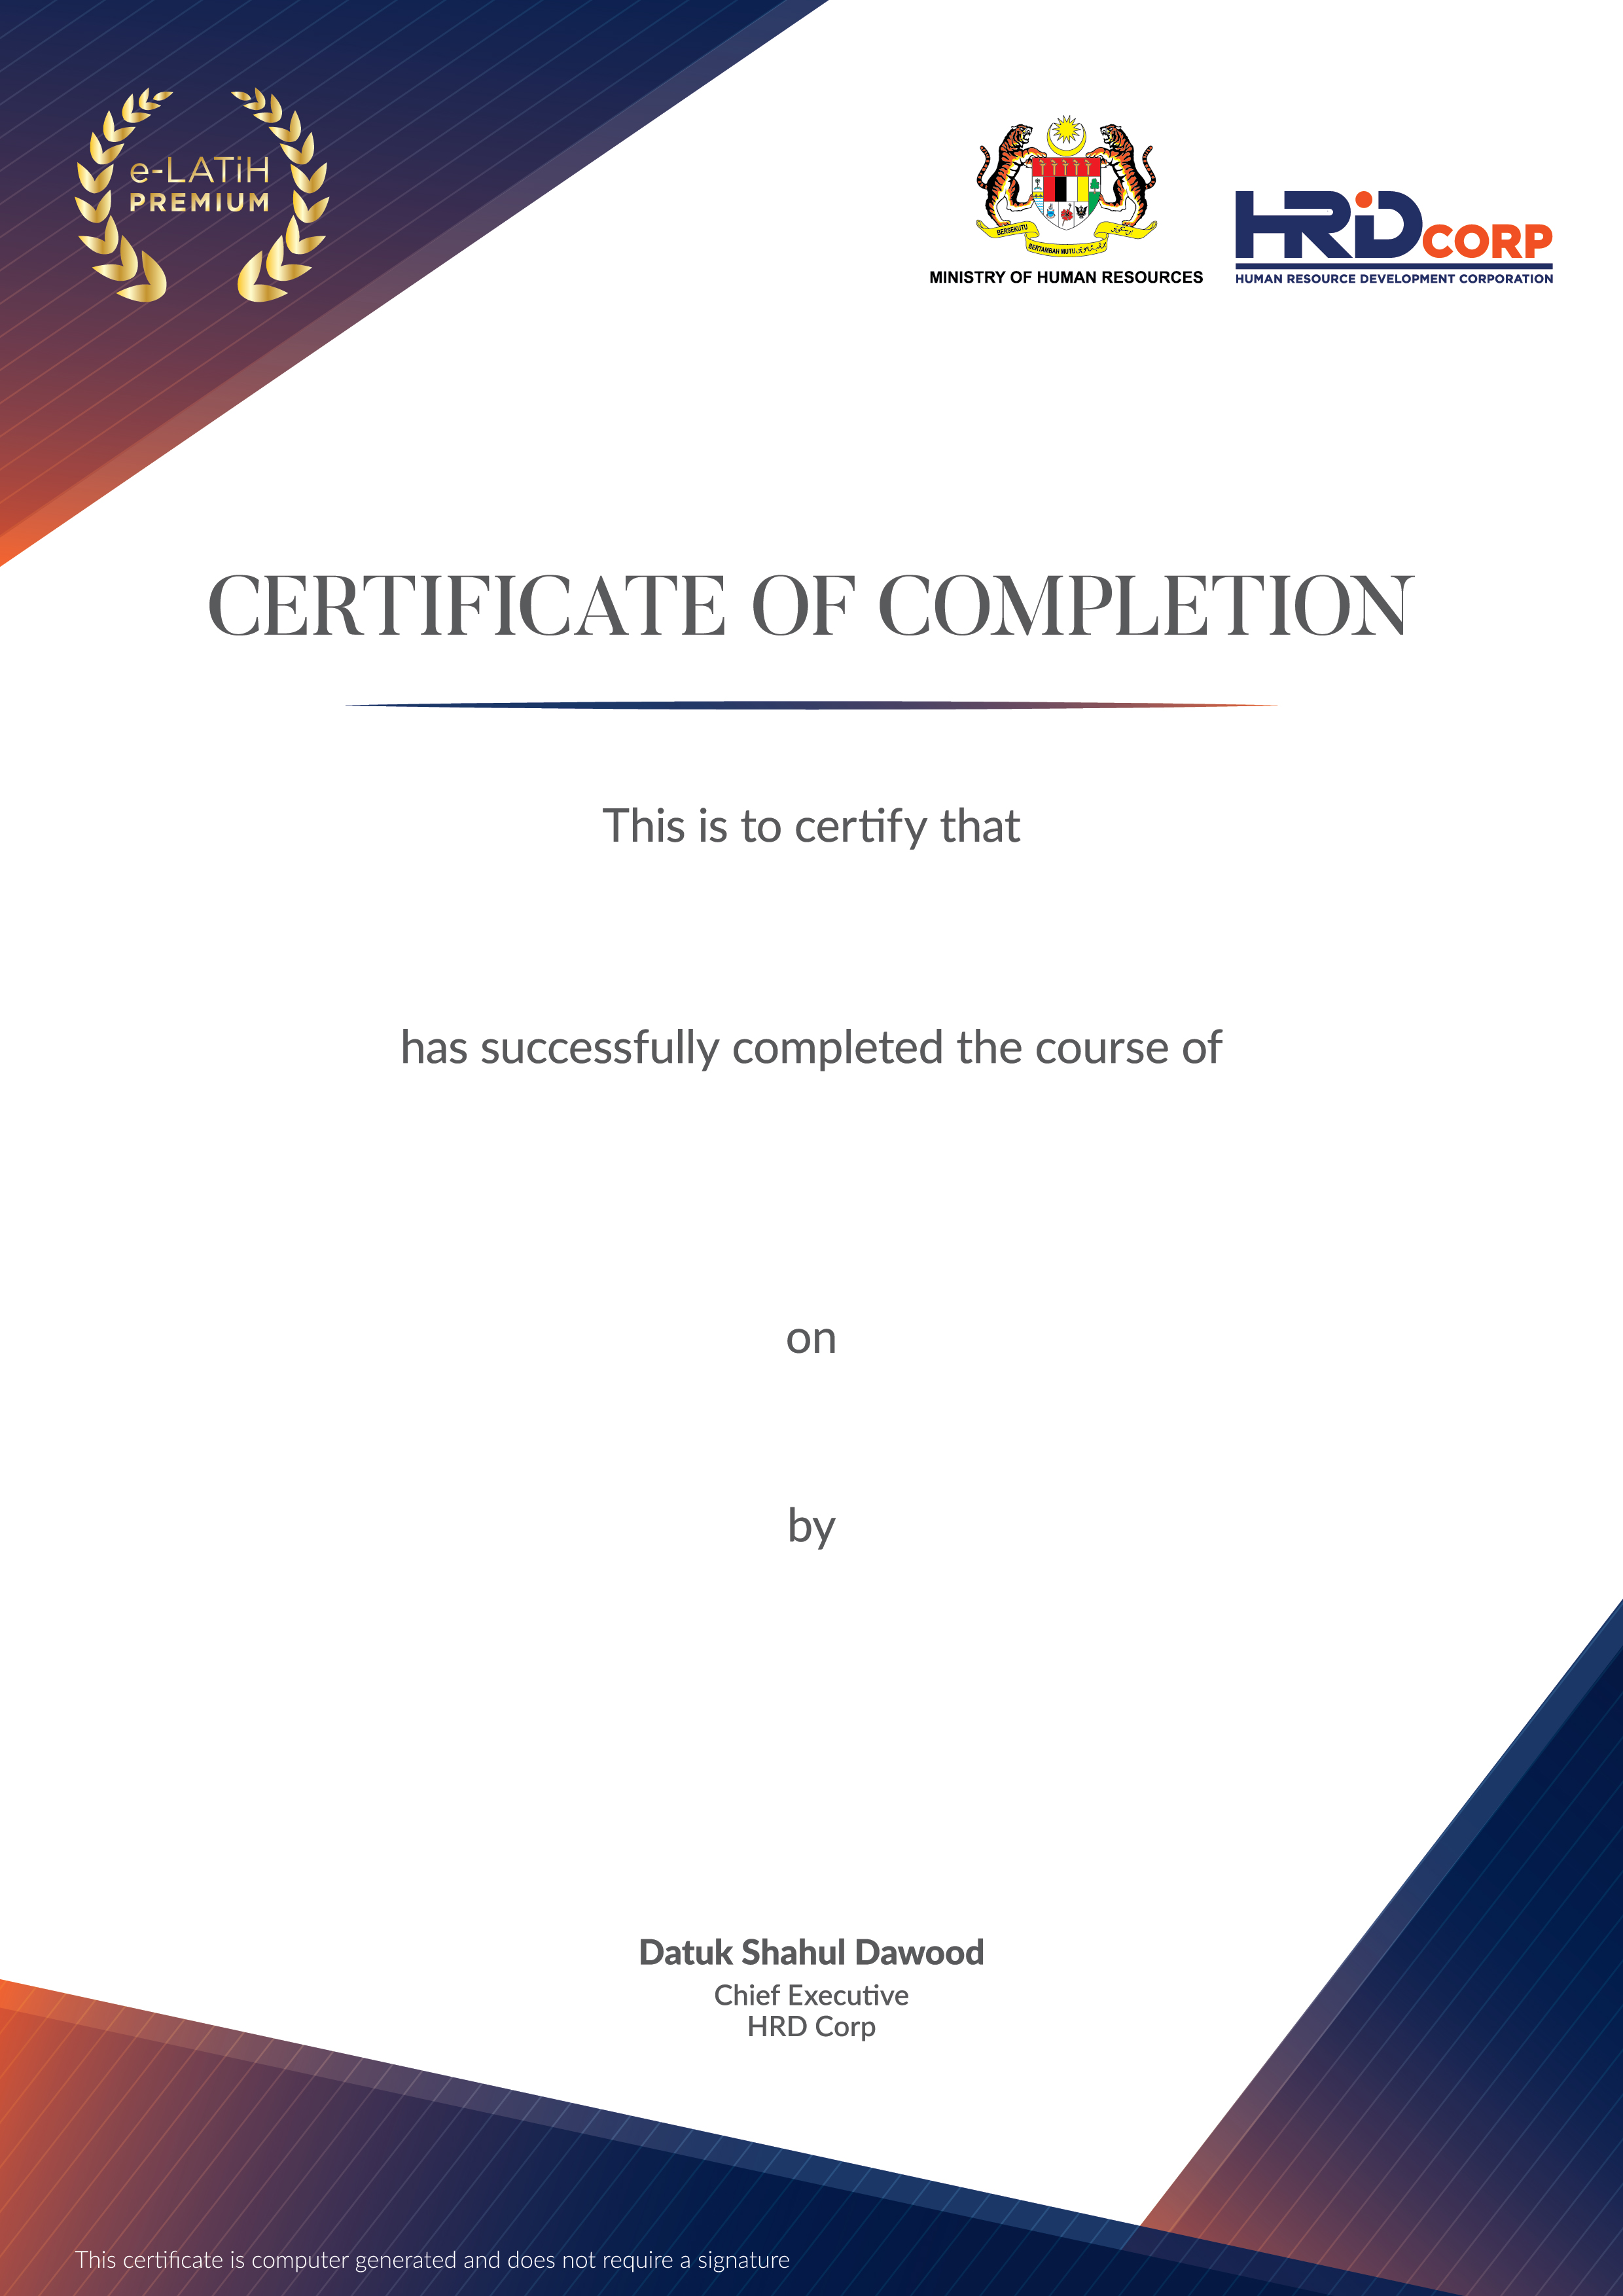 e-LATiH
PREMIUM
BERSEKUTU
BERTAMBAH MUTU
MINISTRY OF HUMAN RESOURCES
HRD CORP
HUMAN RESOURCE DEVELOPMENT CORPORATION
CERTIFICATE OF COMPLETION
This is to certify that
has successfully completed the course of
on
by
Datuk Shahul Dawood
Chief Executive
HRD Corp
This certificate is computer generated and does not require a signature